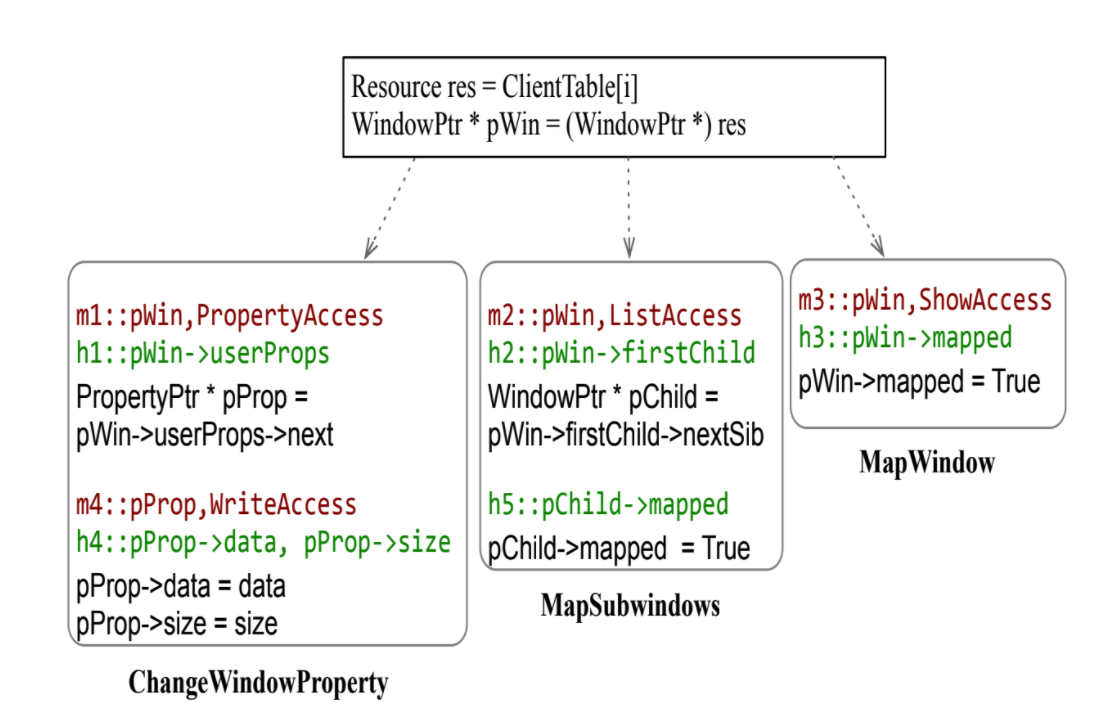 Resource res = ClientTable[i]
WindowPtr * pWin = (WindowPtr *) res
m1::pWin,PropertyAccess
h1::pWin->userProps
PropertyPtr * pProp =
pWin->userProps->next
m4::pProp,WriteAccess
h4::pProp->data, pProp->size
pProp->data = data
pProp->size = size
ChangeWindowProperty
m2::pWin,ListAccess
h2::pWin->firstChild
WindowPtr * pChild =
pWin->firstChild->nextSib
h5::pChild->mapped
pChild->mapped = True
MapSubwindows
m3::pWin,ShowAccess
h3::pWin->mapped
pWin->mapped = True
MapWindow